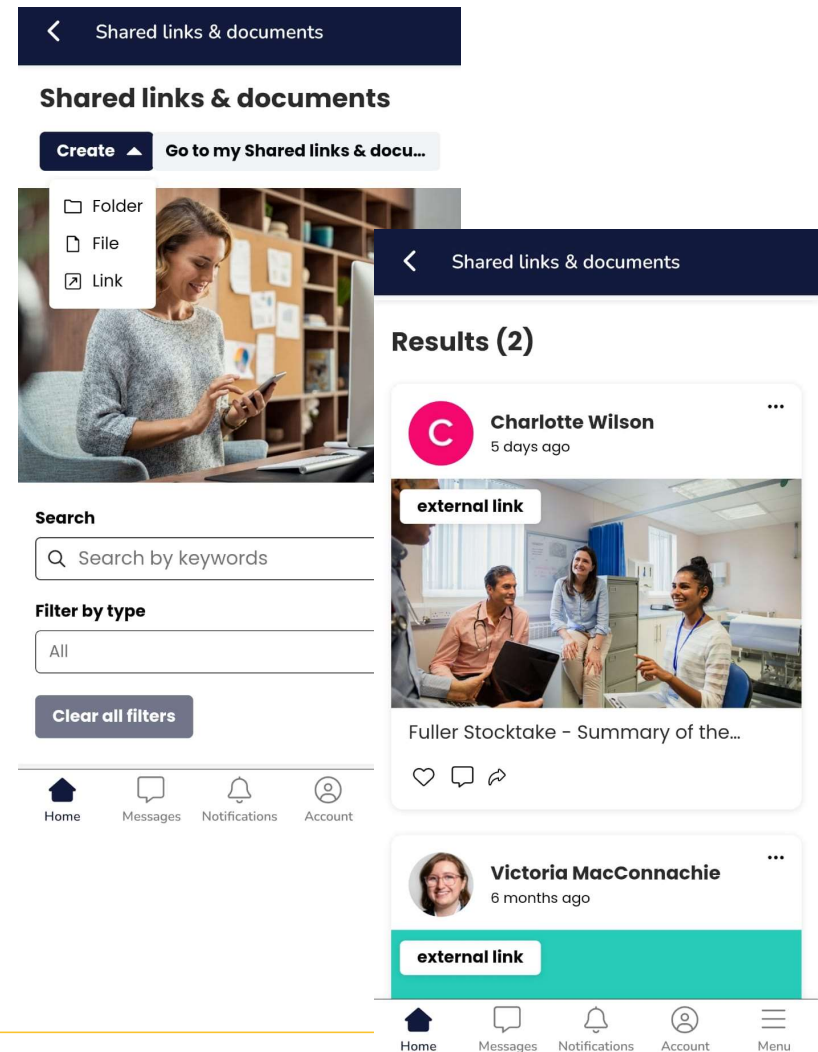 Shared links & documents
Shared links & documents
Create
Go to my Shared links & docu...
Folder
File
Link
Search
Search by keywords
Filter by type
All
Clear all filters
Home
Messages
Notifications
Account
Shared links & documents
Results (2)
C
Charlotte Wilson
5 days ago
external link
Fuller Stocktake - Summary of the...
Victoria MacConnachie
6 months ago
external link
Home
Messages
Notifications
Account
Menu